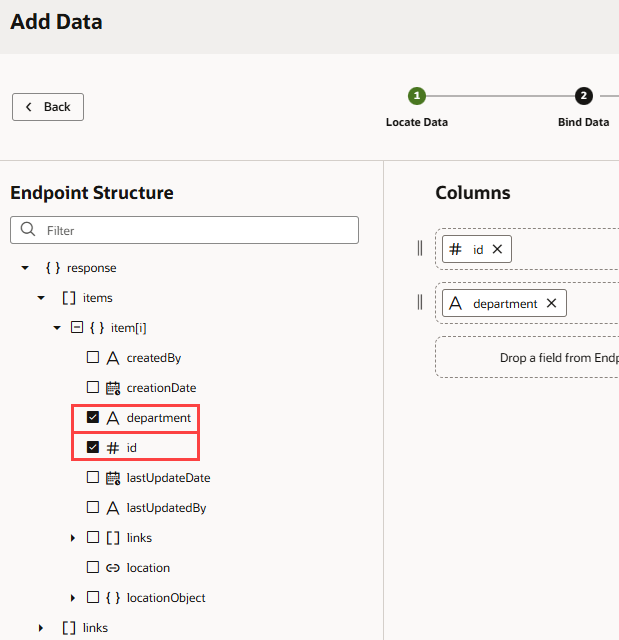 Add Data
Back
1
2
Locate Data
Bind Data
Endpoint Structure
Filter
{ } response
[ ] items
{ } item[i]
A createdBy
creationDate
A department
# id
lastUpdateDate
A lastUpdatedBy
[ ] links
location
{ } locationObject
[ ] links
Columns
# id
A department
Drop a field from Endp